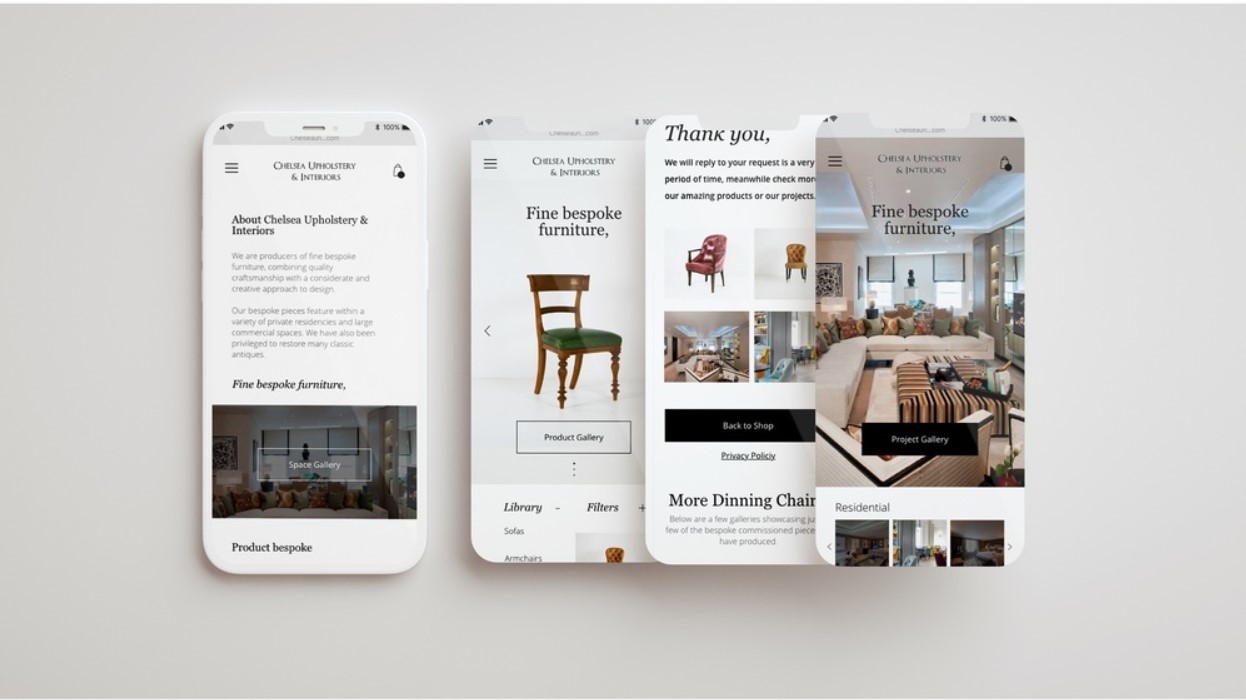 100%
CHELSEA UPHOLSTERY
& INTERIORS
About Chelsea Upholstery &
Interiors
We are producers of fine bespoke
furniture, combining quality
craftsmanship with a considerate and
creative approach to design.
Our bespoke pieces feature within a
variety of private residencies and large
commercial spaces. We have also been
privileged to restore many classic
antiques.
Fine bespoke furniture,
Space Gallery
Product bespoke
100
CHELSEA UPHOLSTERY
& INTERIORS
Fine bespoke
furniture,
Product Gallery
Library - Filters +
Sofas
Armchairs
Thank you,
We will reply to your request is a very
period of time, meanwhile check more
our amazing products or our projects.
Back to Shop
Privacy Policiy
More Dinning Chair
Below are a few galleries showcasing ju
few of the bespoke commissioned piece
have produced
100%
CHELSEA UPHOLSTERY
& INTERIORS
Fine bespoke
furniture,
Project Gallery
Residential